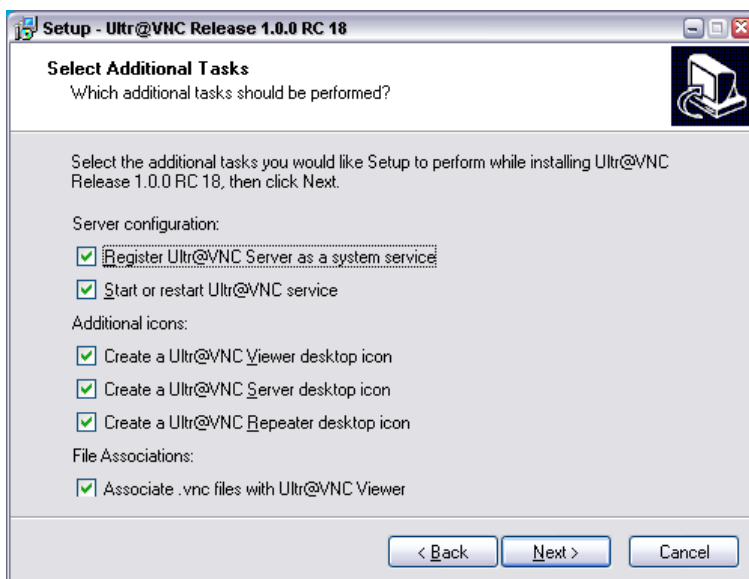 Setup - Ultr@VNC Release 1.0.0 RC 18
Select Additional Tasks
Which additional tasks should be performed?
Select the additional tasks you would like Setup to perform while installing Ultr@VNC
Release 1.0.0 RC 18, then click Next.
Server configuration:
Register Ultr@VNC Server as a system service
Start or restart Ultr@VNC service
Additional icons:
Create a Ultr@VNC Viewer desktop icon
Create a Ultr@VNC Server desktop icon
Create a Ultr@VNC Repeater desktop icon
File Associations:
Associate .vnc files with Ultr@VNC Viewer
< Back Next > Cancel